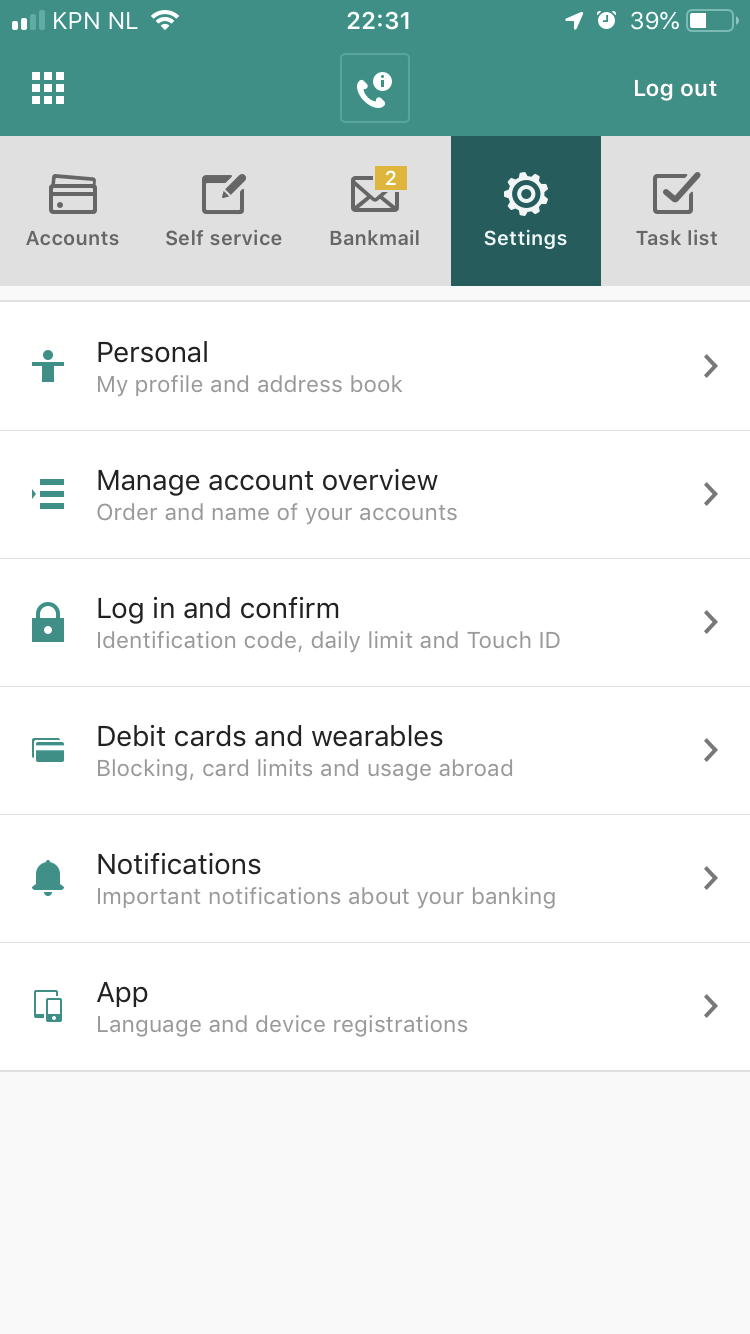 KPN NL 22:31 39%
Log out
2
Accounts Self service Bankmail Settings Task list
Personal
My profile and address book
Manage account overview
Order and name of your accounts
Log in and confirm
Identification code, daily limit and Touch ID
Debit cards and wearables
Blocking, card limits and usage abroad
Notifications
Important notifications about your banking
App
Language and device registrations